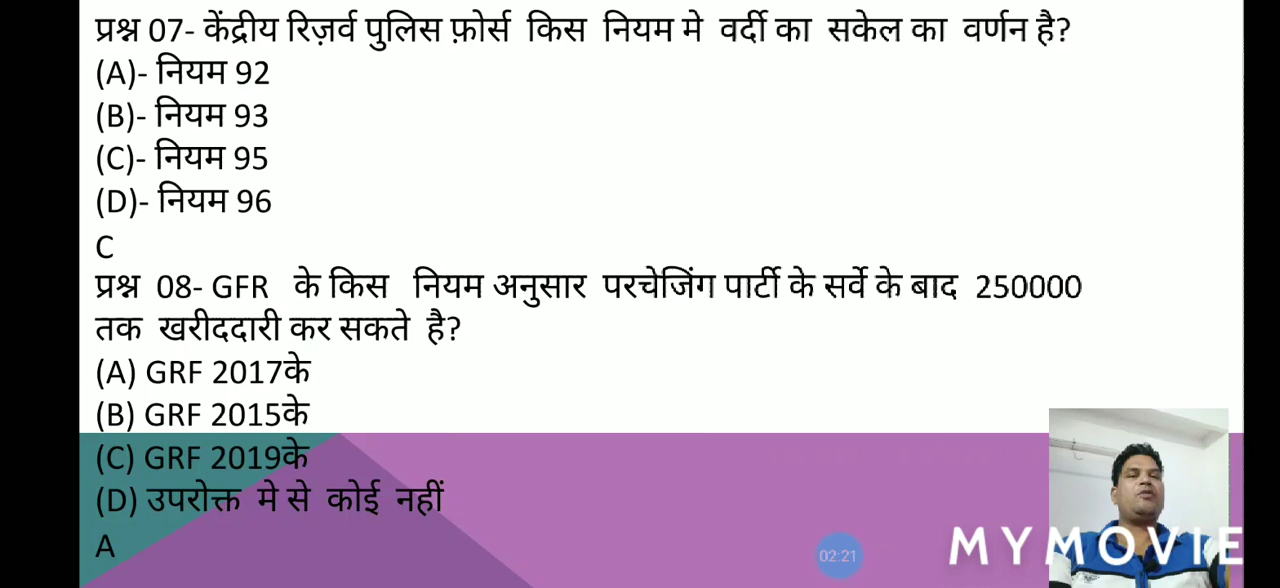 प्रश्न 07- केंद्रीय रिज़र्व पुलिस फ़ोर्स किस नियम मे वर्दी का सकेल का वर्णन है?
(A)- नियम 92
(B)- नियम 93
(C)- नियम 95
(D)- नियम 96
C
प्रश्न 08- GFR के किस नियम अनुसार परचेजिंग पार्टी के सर्वे के बाद 250000
तक खरीददारी कर सकते है?
(A) GRF 2017के
(B) GRF 2015के
(C) GRF 2019के
(D) उपरोक्त मे से कोई नहीं
A
02:21
MYMOVIE